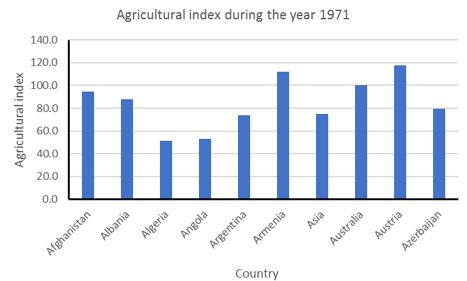 Agricultural index during the year 1971
140.0
120.0
100.0
80.0
60.0
40.0
20.0
0.0
Agricultural index
Afghanistan
Albania
Algeria
Angola
Argentina
Armenia
Asia
Australia
Austria
Azerbaijan
Country